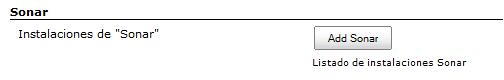 Sonar
Instalaciones de "Sonar"
Add Sonar
Listado de instalaciones Sonar